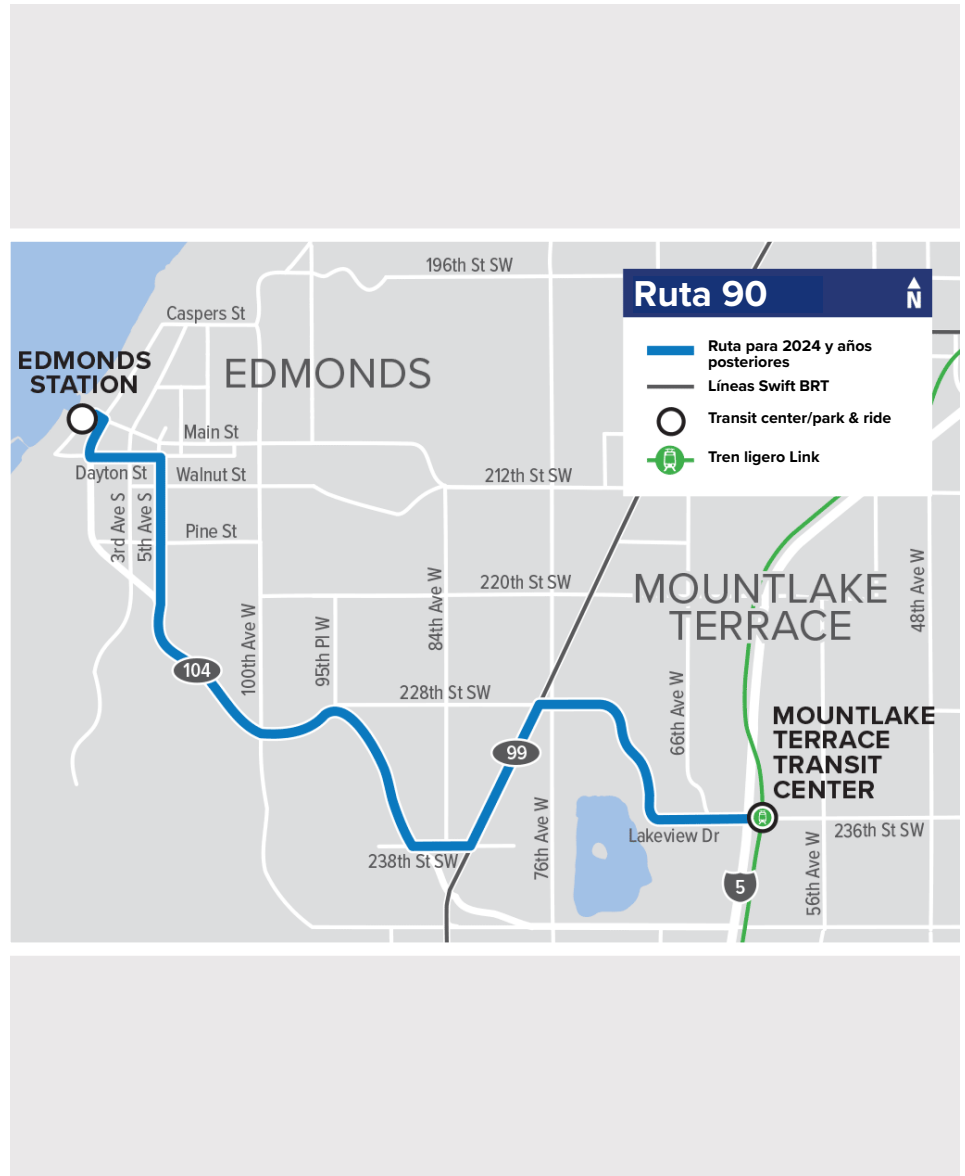 196th St SW
Ruta 90
N
Caspers St
Ruta para 2024 y años
posteriores
Líneas Swift BRT
Transit center/park & ride
Tren ligero Link
EDMONDS
STATION
EDMONDS
Main St
Dayton St
Walnut St
212th St SW
3rd Ave S
5th Ave S
Pine St
220th St SW
84th Ave W
MOUNTLAKE
TERRACE
48th Ave W
100th Ave W
95th Pl W
104
228th St SW
66th Ave W
99
MOUNTLAKE
TERRACE
TRANSIT
CENTER
76th Ave W
Lakeview Dr
236th St SW
238th St SW
56th Ave W
5